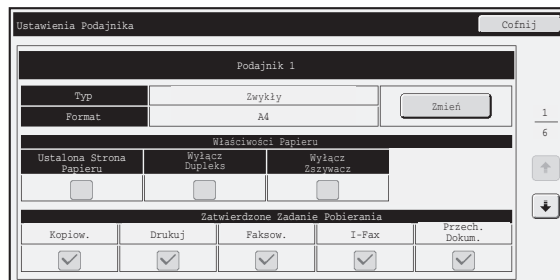 Ustawienia Podajnika
Cofnij
Podajnik 1
Typ
Zwykły
Zmień
Format
A4
1
6
Właściwości Papieru
Ustalona Strona
Papieru
Wyłącz
Dupleks
Wyłącz
Zszywacz
Zatwierdzone Zadanie Pobierania
Kopiow.
Drukuj
Faksow.
I-Fax
Przech.
Dokum.